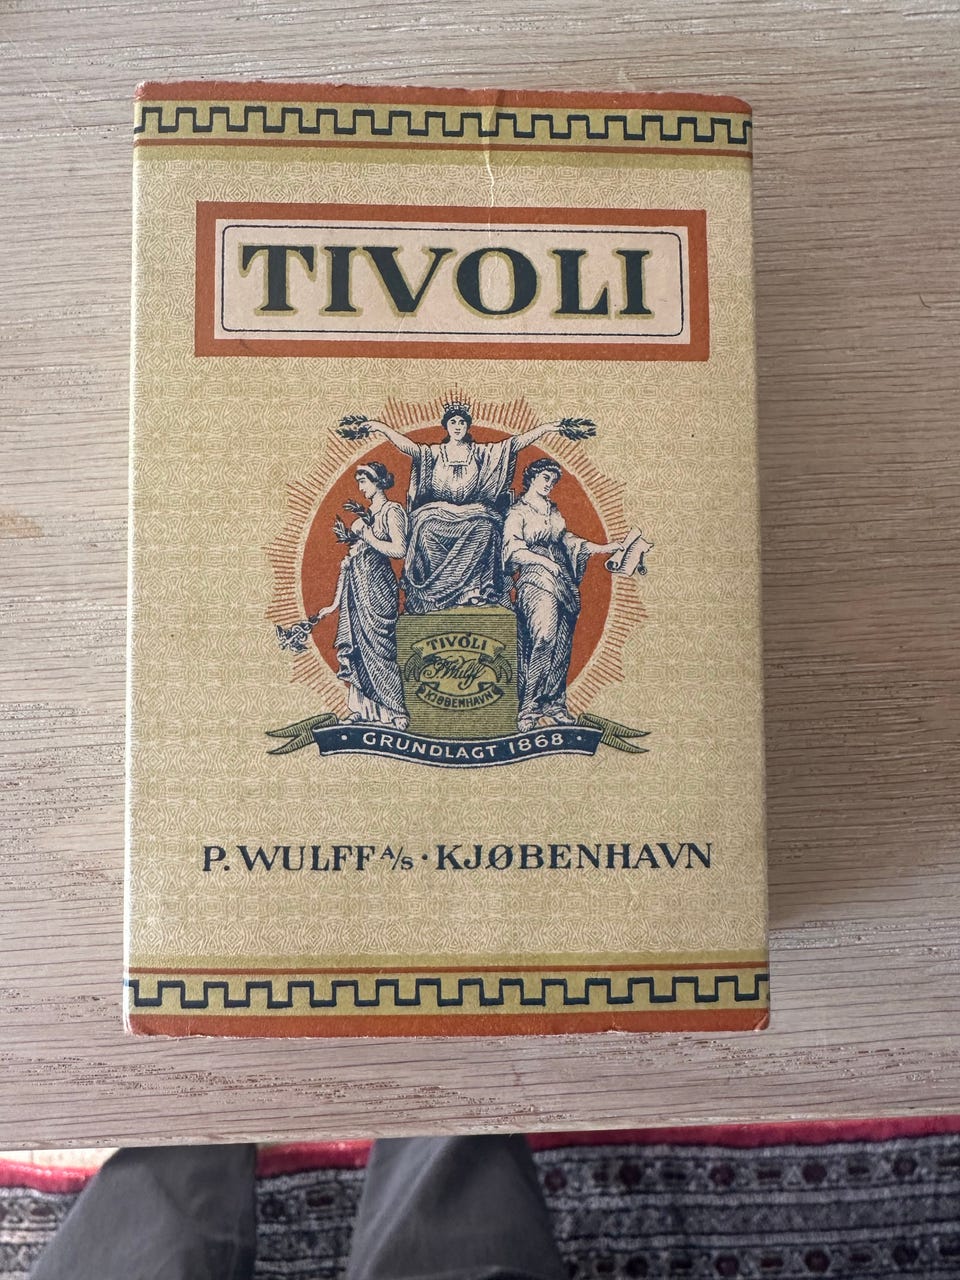 TIVOLI
TIVOLI
P. Wulff
KJØBENHAVN
· GRUNDLAGT 1868 ·
P. WULFF A/S · KJØBENHAVN